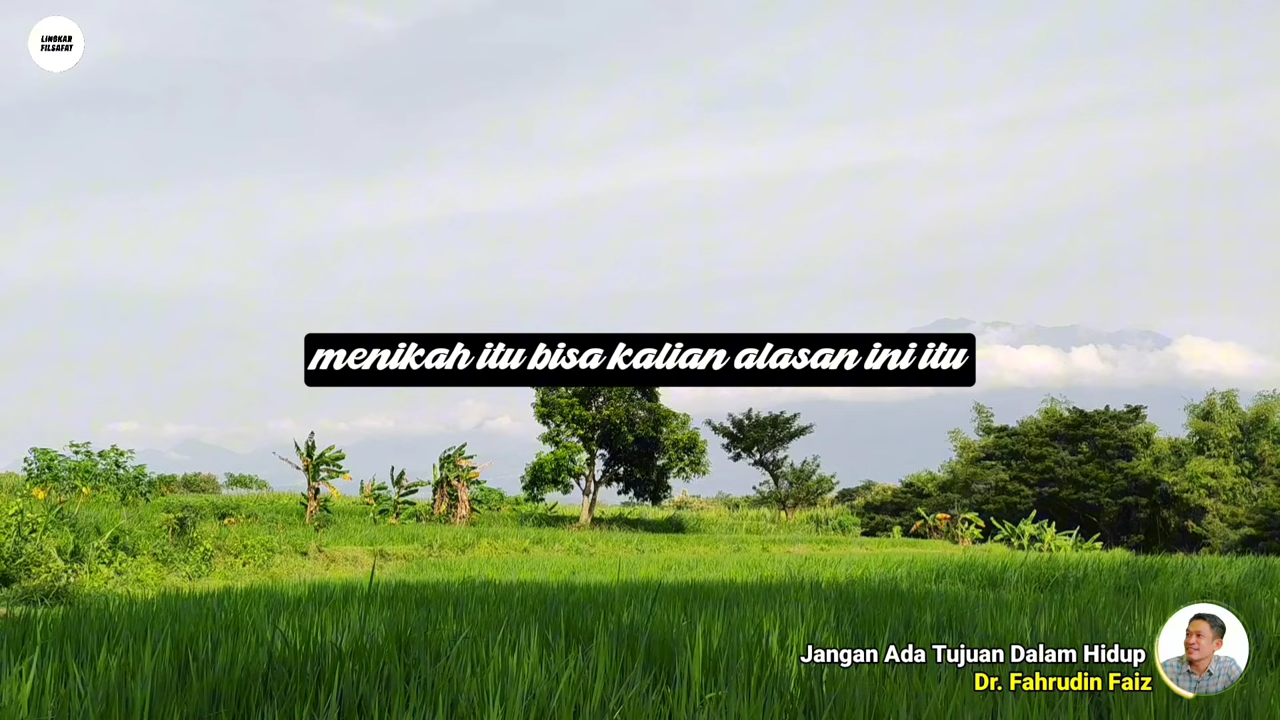 LINGKAR
FILSAFAT
menikah itu bisa kalian alasan ini itu
Jangan Ada Tujuan Dalam Hidup
Dr. Fahrudin Faiz